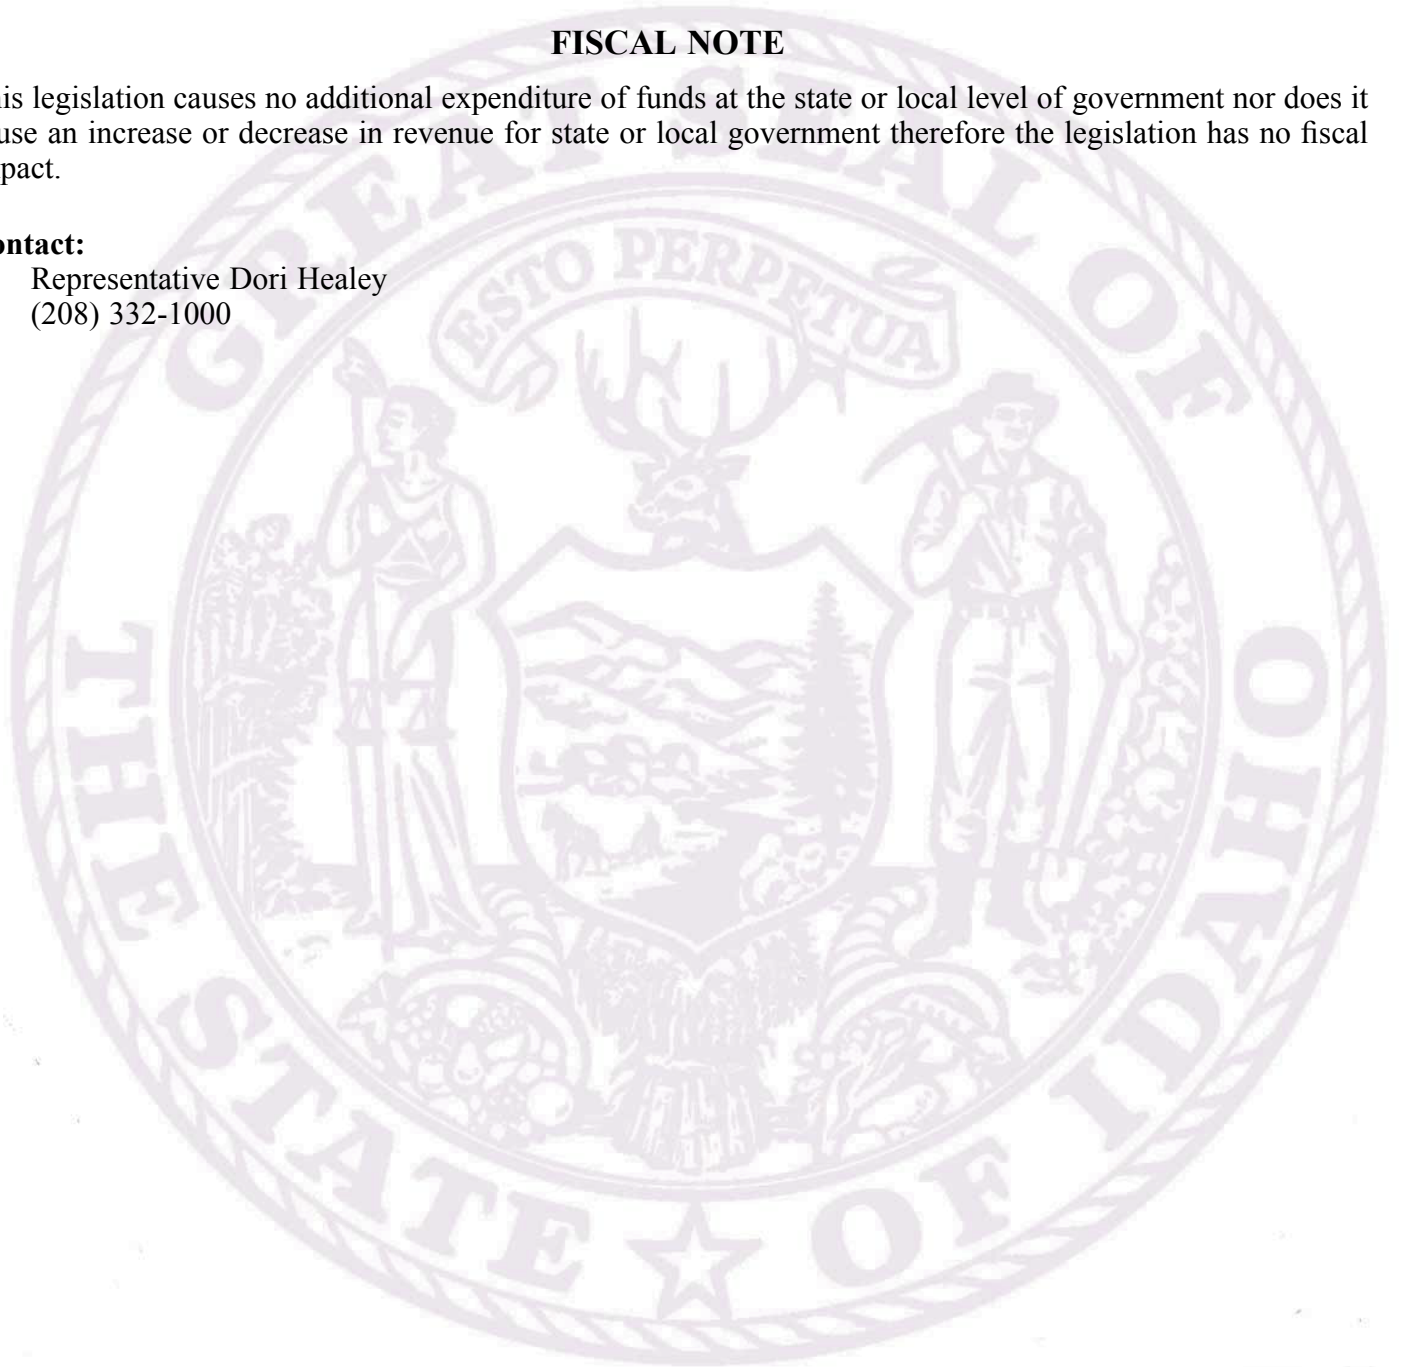 FISCAL NOTE
is legislation causes no additional expenditure of funds at the state or local level of government nor does it
use an increase or decrease in revenue for state or local government therefore the legislation has no fiscal
pact.
ontact:
Representative Dori Healey
(208) 332-1000
GREAT SEAL OF
THE STATE OF IDAHO
ESTO PERPETUA